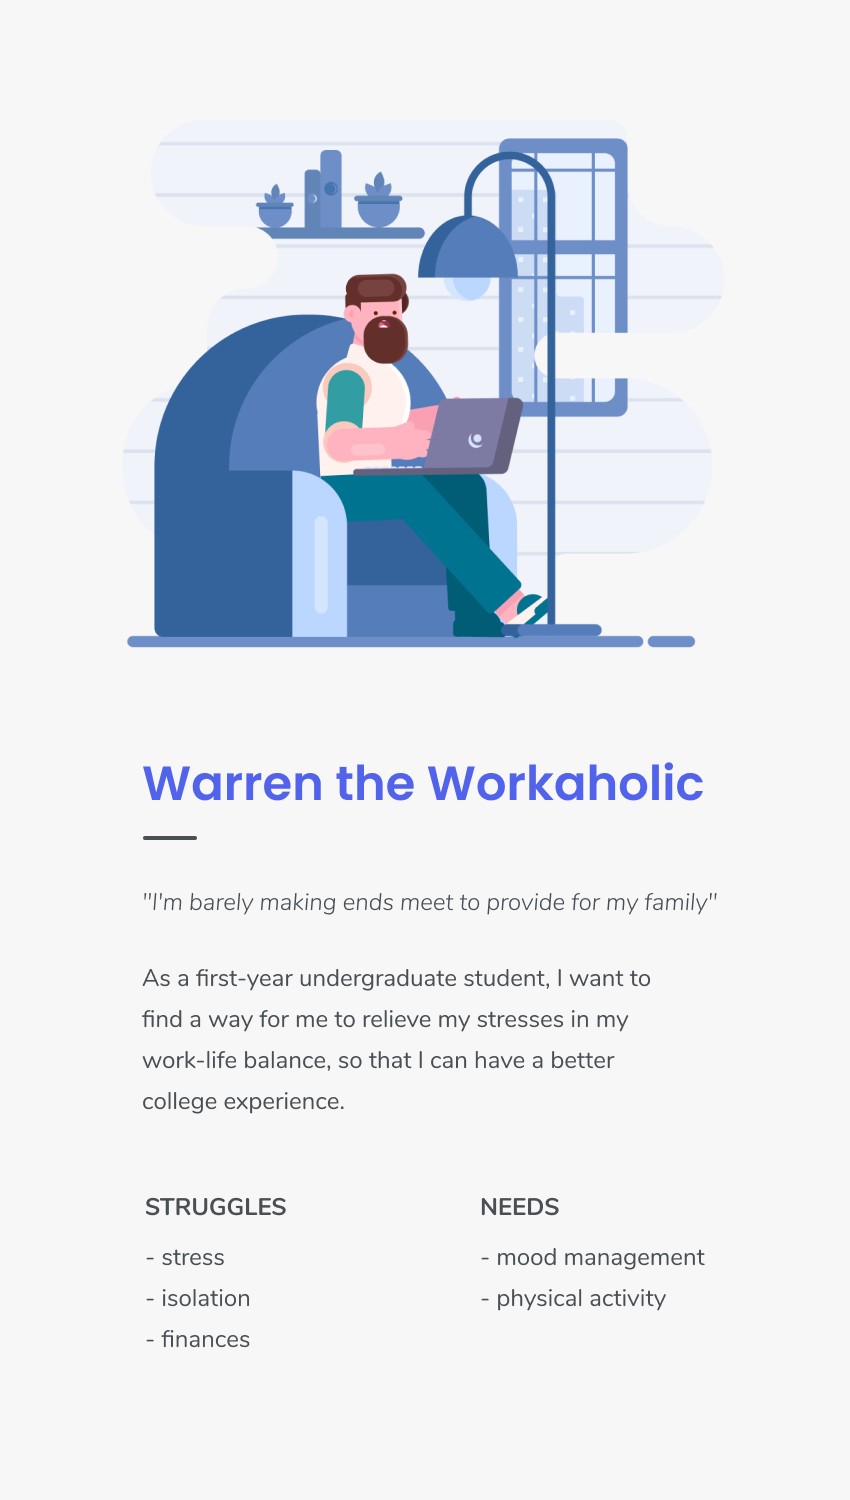 Warren the Workaholic
"I'm barely making ends meet to provide for my family"
As a first-year undergraduate student, I want to
find a way for me to relieve my stresses in my
work-life balance, so that I can have a better
college experience.
STRUGGLES
- stress
- isolation
- finances
NEEDS
- mood management
- physical activity